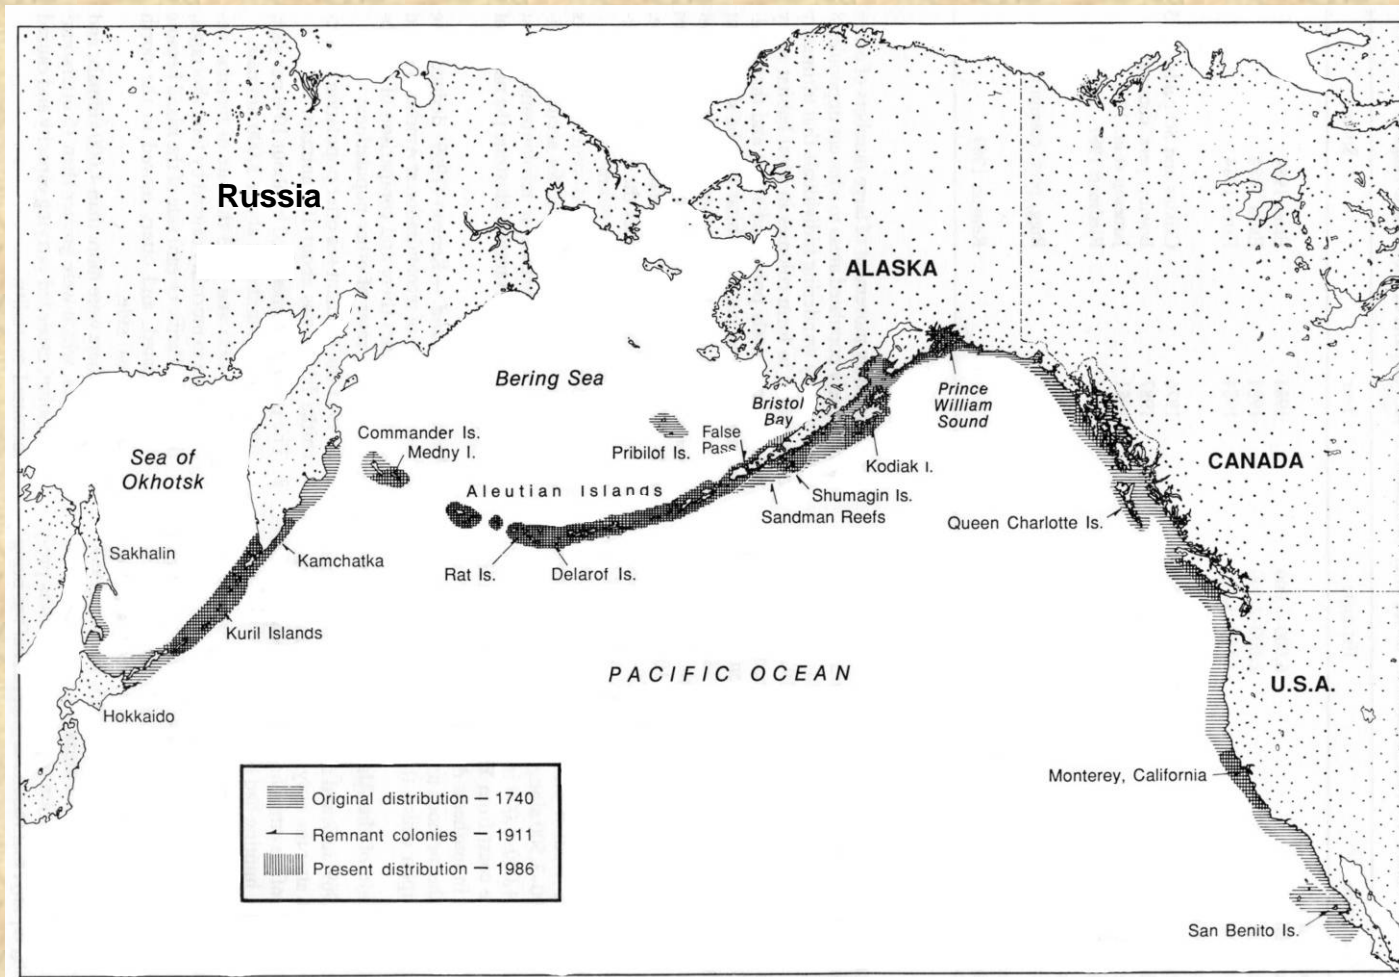 Russia
ALASKA
Bering Sea
Bristol
Bay
Prince
William
Sound
Commander Is.
Medny I.
Pribilof Is.
False
Pass
Kodiak I.
CANADA
Sea of
Okhotsk
Aleutian Islands
Shumagin Is.
Sandman Reefs
Queen Charlotte Is.
Sakhalin
Kamchatka
Rat Is.
Delarof Is.
Kuril Islands
PACIFIC OCEAN
U.S.A.
Hokkaido
Monterey, California
Original distribution — 1740
Remnant colonies — 1911
Present distribution — 1986
San Benito Is.